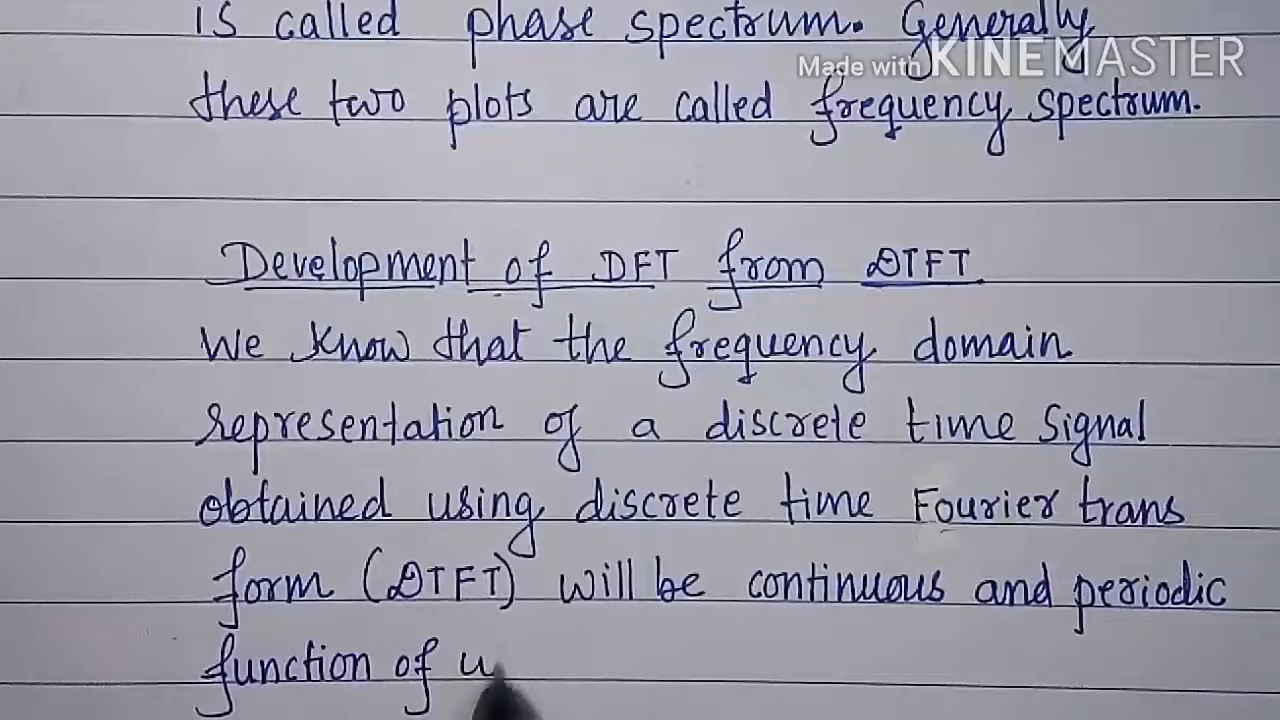 is called phase spectrum. Generally
Made with KINEMASTER
these two plots are called frequency spectrum.
Development of DFT from DTFT
We know that the frequency domain
representation of a discrete time signal
obtained using discrete time Fourier trans
form (DTFT) will be continuous and periodic
function of